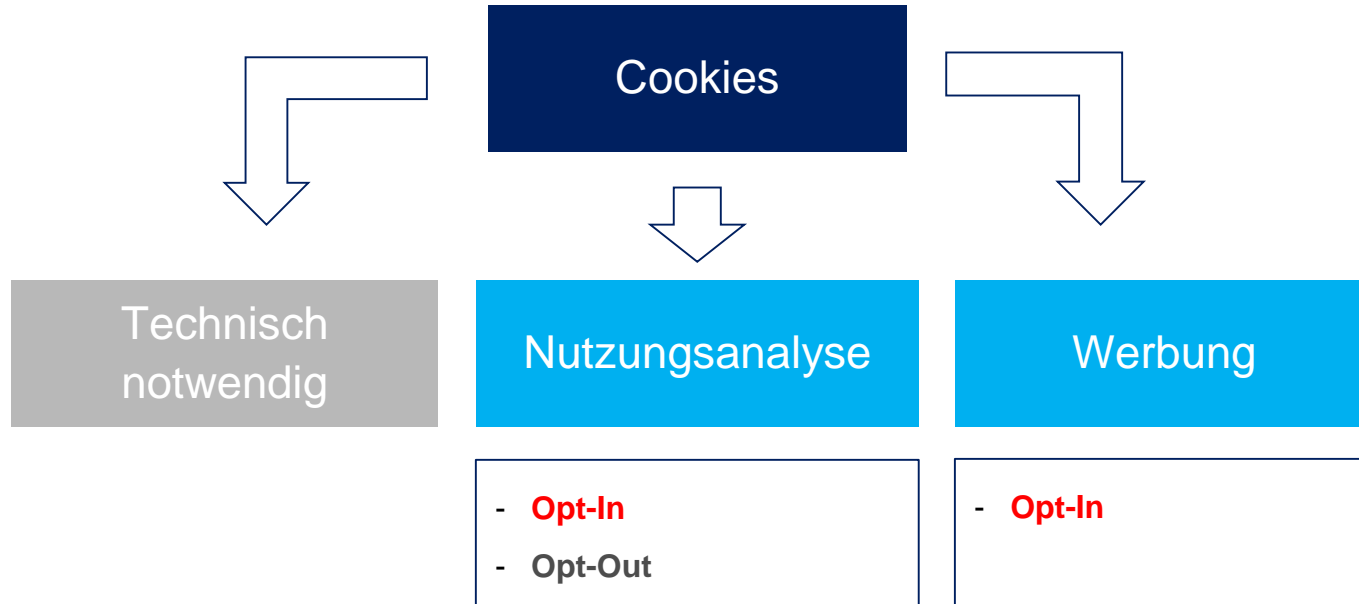 Cookies
Technisch
notwendig
Nutzungsanalyse
Werbung
- Opt-In
- Opt-Out
- Opt-In